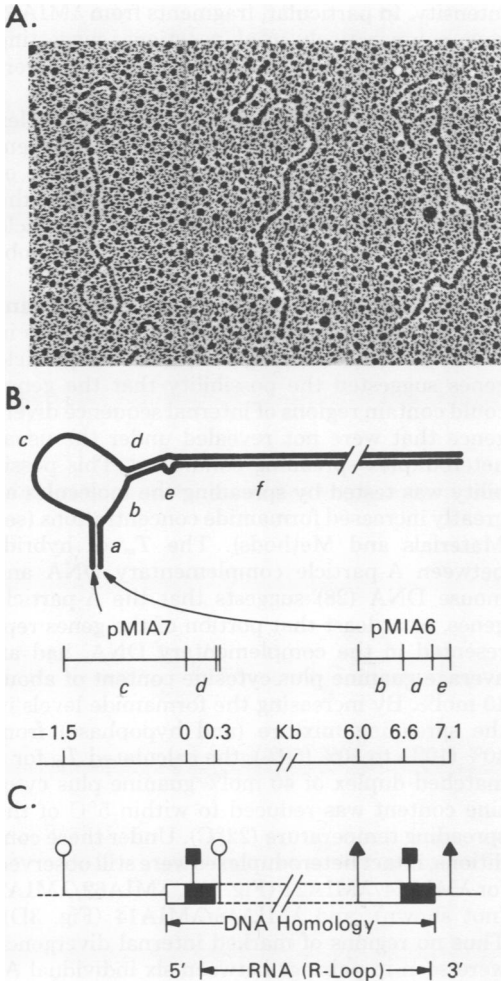 A.
B.
c
d
e
f
b
a
pMIA7
pMIA6
c
d
b
d
e
-1.5
0
0.3
Kb
6.0
6.6
7.1
C.
DNA Homology
5'
RNA (R-Loop)
3'